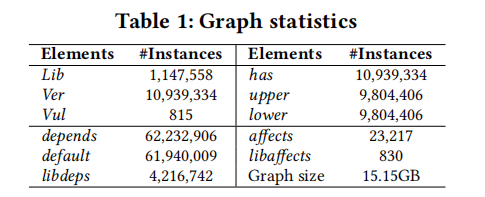 Table 1: Graph statistics
Elements #Instances Elements #Instances
Lib 1,147,558 has 10,939,334
Ver 10,939,334 upper 9,804,406
Vul 815 lower 9,804,406
depends 62,232,906 affects 23,217
default 61,940,009 libaffects 830
libdeps 4,216,742 Graph size 15.15GB